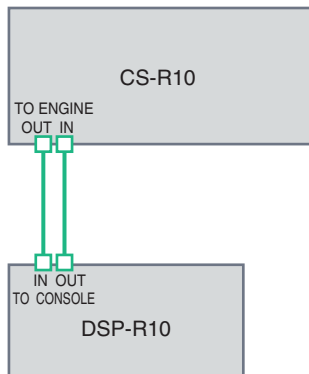 CS-R10
TO ENGINE
OUT IN
IN OUT
TO CONSOLE
DSP-R10